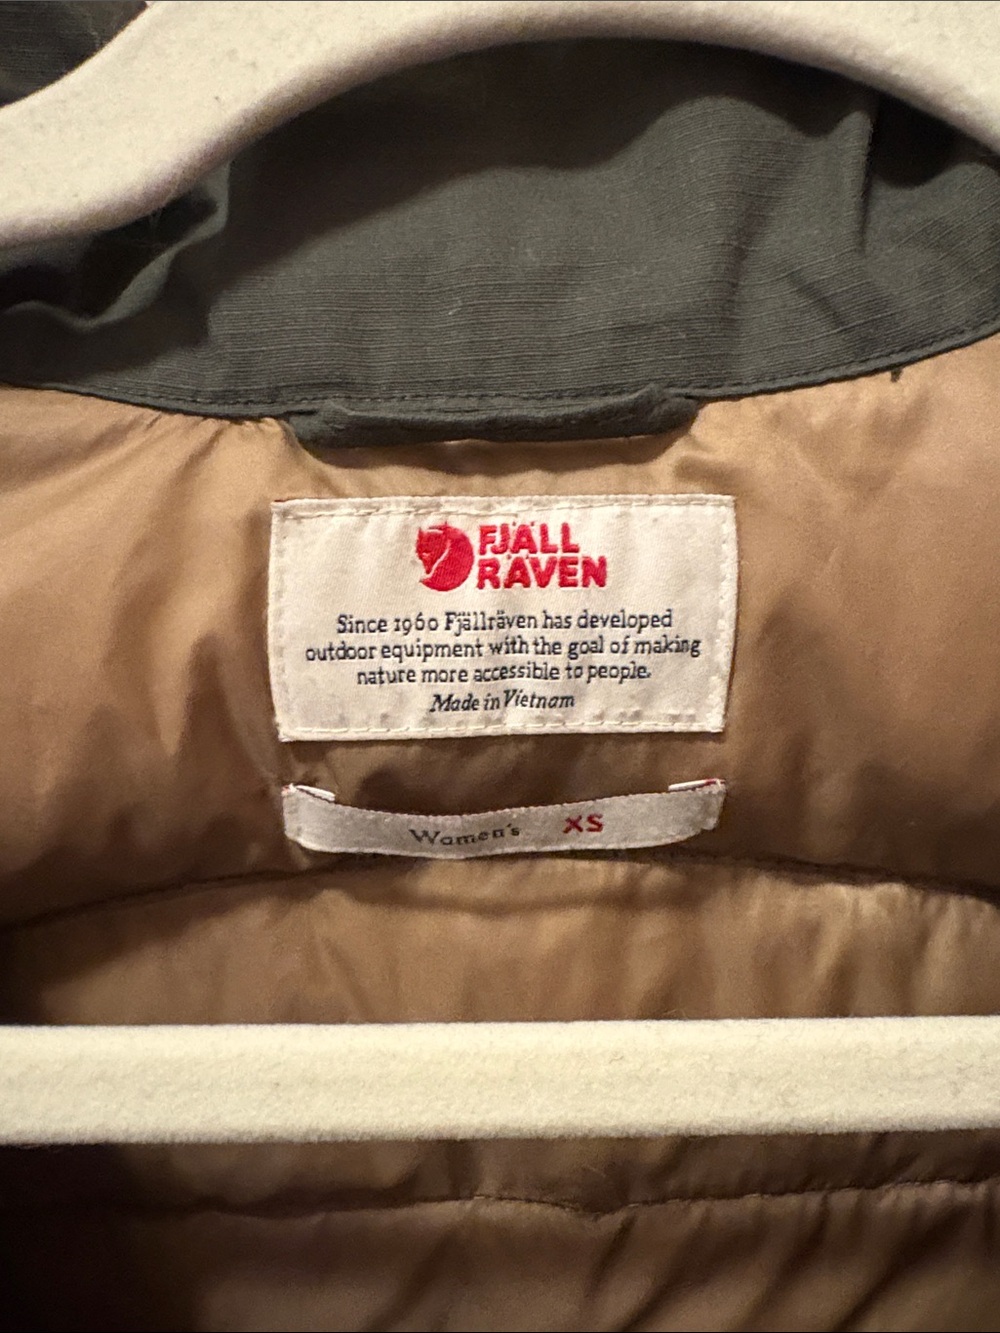 FJÄLL
RÄVEN
Since 1960 Fjällräven has developed
outdoor equipment with the goal of making
nature more accessible to people.
Made in Vietnam
Women's XS